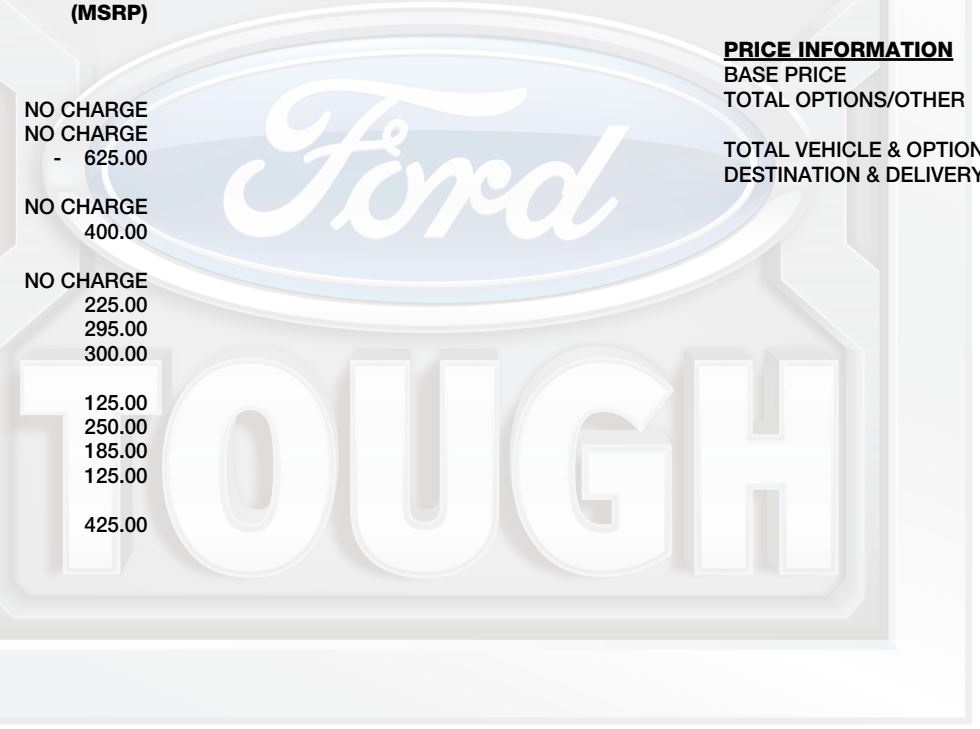 (MSRP)
NO CHARGE
NO CHARGE
- 625.00
NO CHARGE
400.00
NO CHARGE
225.00
295.00
300.00
125.00
250.00
185.00
125.00
425.00
PRICE INFORMATION
BASE PRICE
TOTAL OPTIONS/OTHER
TOTAL VEHICLE & OPTION
DESTINATION & DELIVERY
Ford
TOUGH